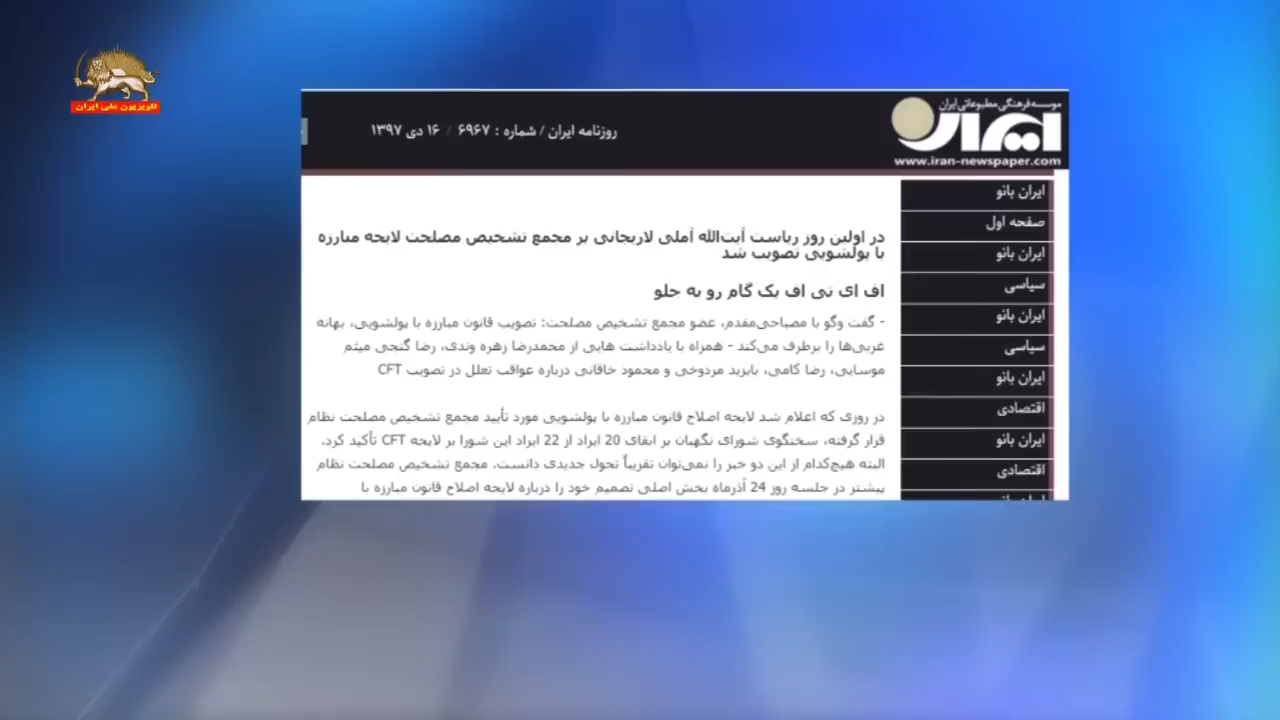 تلویزیون ملی ایران
موسسه فرهنگی مطبوعاتی ایران
ایران
www.iran-newspaper.com
روزنامه ایران / شماره : ۶۹۶۷ / ۱۶ دی ۱۳۹۷
ایران بانو
صفحه اول
ایران بانو
سیاسی
ایران بانو
سیاسی
ایران بانو
اقتصادی
ایران بانو
اقتصادی
در اولین روز ریاست آیت‌الله آملی لاریجانی بر مجمع تشخیص مصلحت لایحه مبارزه
با پولشویی تصویب شد
اف ای تی اف یک گام رو به جلو
- گفت وگو با مصباحی‌مقدم، عضو مجمع تشخیص مصلحت: تصویب قانون مبارزه با پولشویی، بهانه
غربی‌ها را برطرف می‌کند - همراه با یادداشت هایی از محمدرضا زهره وندی، رضا گنجی میثم
موسایی، رضا کامی، بایزید مردوخی و محمود خاقانی درباره عواقب تعلل در تصویب CFT
در روزی که اعلام شد لایحه اصلاح قانون مبارزه با پولشویی مورد تأیید مجمع تشخیص مصلحت نظام
قرار گرفته، سخنگوی شورای نگهبان بر ابقای 20 ایراد از 22 ایراد این شورا بر لایحه CFT تأکید کرد.
البته هیچ‌کدام از این دو خبر را نمی‌توان تقریباً تحول جدیدی دانست. مجمع تشخیص مصلحت نظام
پیشتر در جلسه روز 24 آذرماه بخش اصلی تصمیم خود را درباره لایحه اصلاح قانون مبارزه با